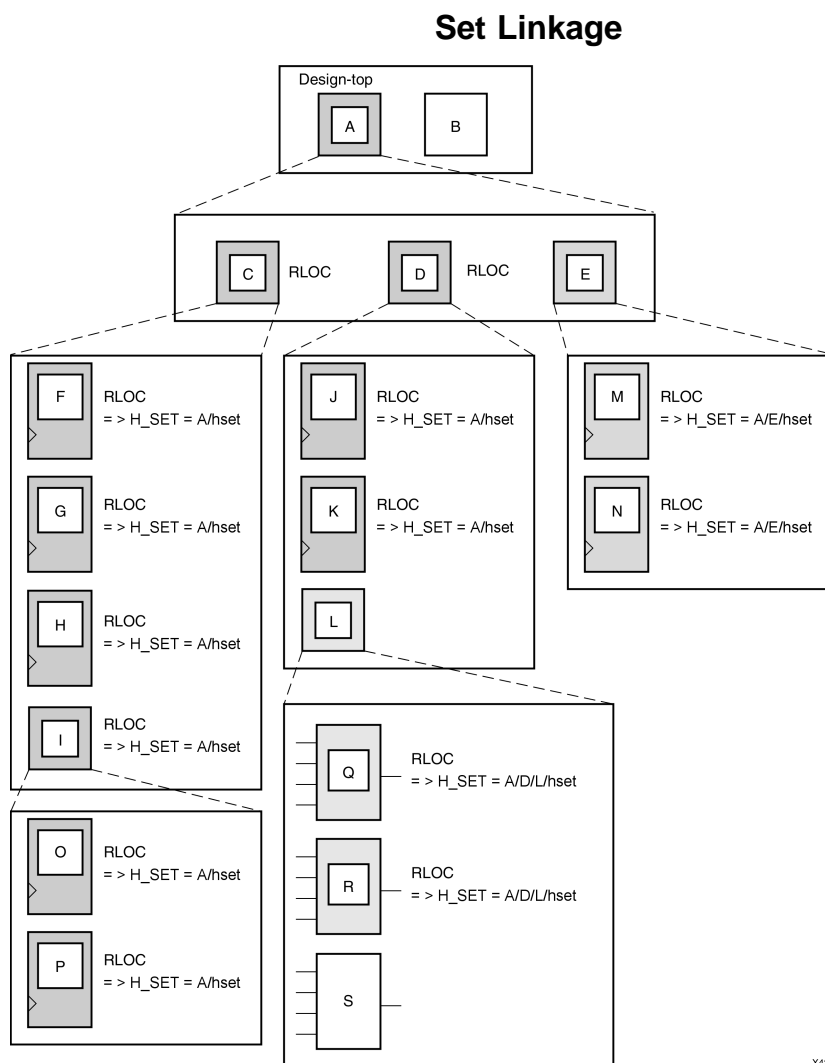 Set Linkage
Design-top
A
B
C
RLOC
D
RLOC
E
F
RLOC
= > H_SET = A/hset
G
RLOC
= > H_SET = A/hset
H
RLOC
= > H_SET = A/hset
I
RLOC
= > H_SET = A/hset
J
RLOC
= > H_SET = A/hset
K
RLOC
= > H_SET = A/hset
L
M
RLOC
= > H_SET = A/E/hset
N
RLOC
= > H_SET = A/E/hset
O
RLOC
= > H_SET = A/hset
P
RLOC
= > H_SET = A/hset
Q
RLOC
= > H_SET = A/D/L/hset
R
RLOC
= > H_SET = A/D/L/hset
S